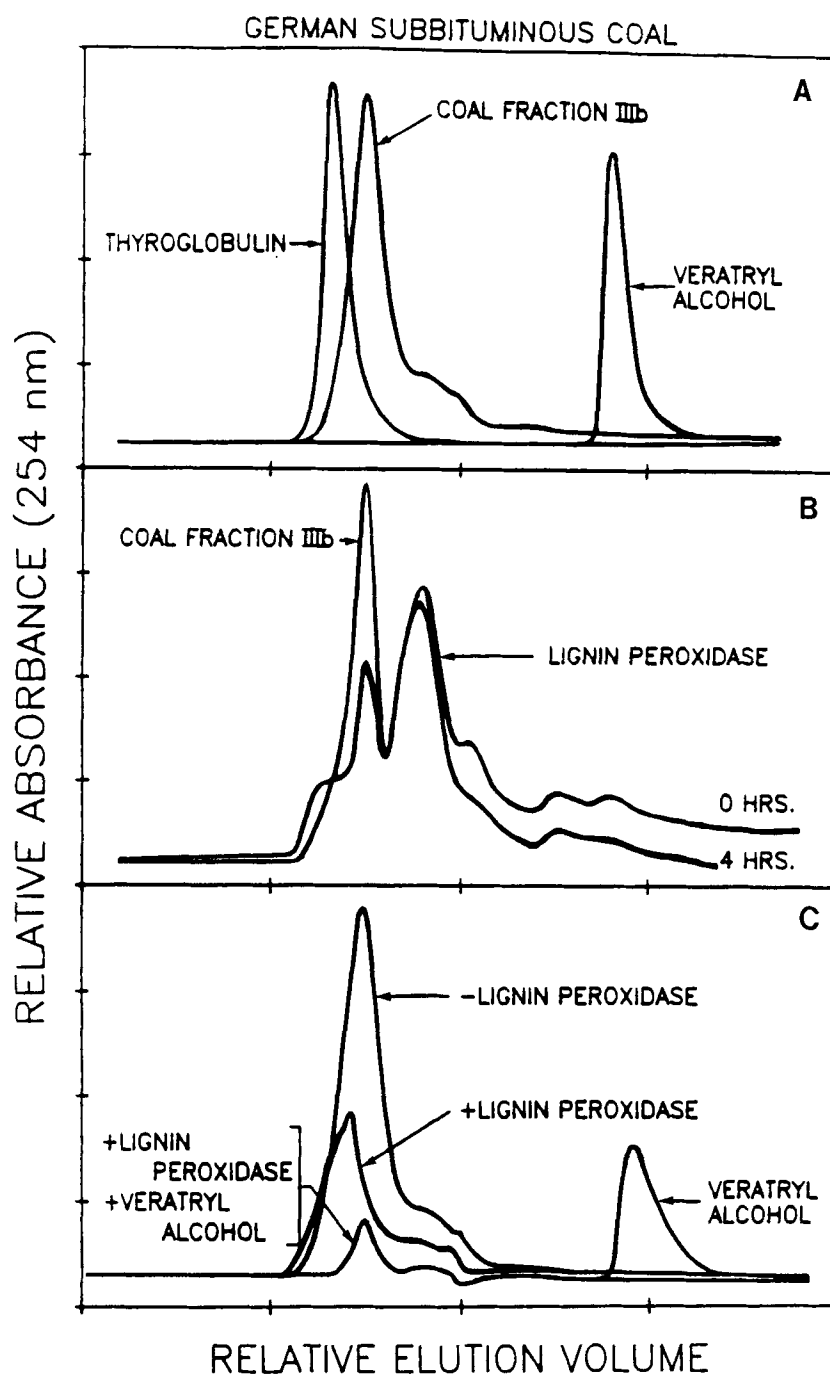 GERMAN SUBBITUMINOUS COAL
A
COAL FRACTION IIIb
THYROGLOBULIN
VERATRYL
ALCOHOL
B
COAL FRACTION IIIb
LIGNIN PEROXIDASE
0 HRS.
4 HRS.
C
-LIGNIN PEROXIDASE
+LIGNIN PEROXIDASE
+LIGNIN
PEROXIDASE
+VERATRYL
ALCOHOL
VERATRYL
ALCOHOL
RELATIVE ABSORBANCE (254 nm)
RELATIVE ELUTION VOLUME